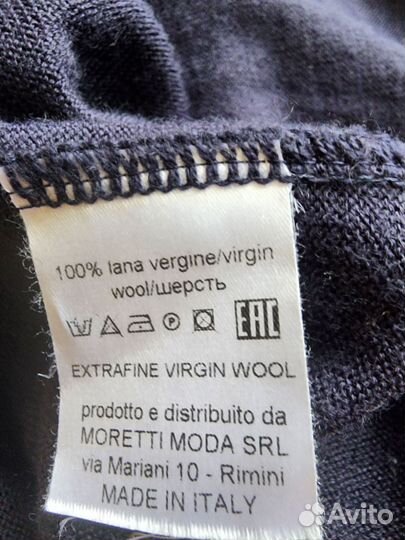 100% lana vergine/virgin
wool/шерсть
EAC
EXTRAFINE VIRGIN WOOL
prodotto e distribuito da
MORETTI MODA SRL
via Mariani 10 - Rimini
MADE IN ITALY
Avito